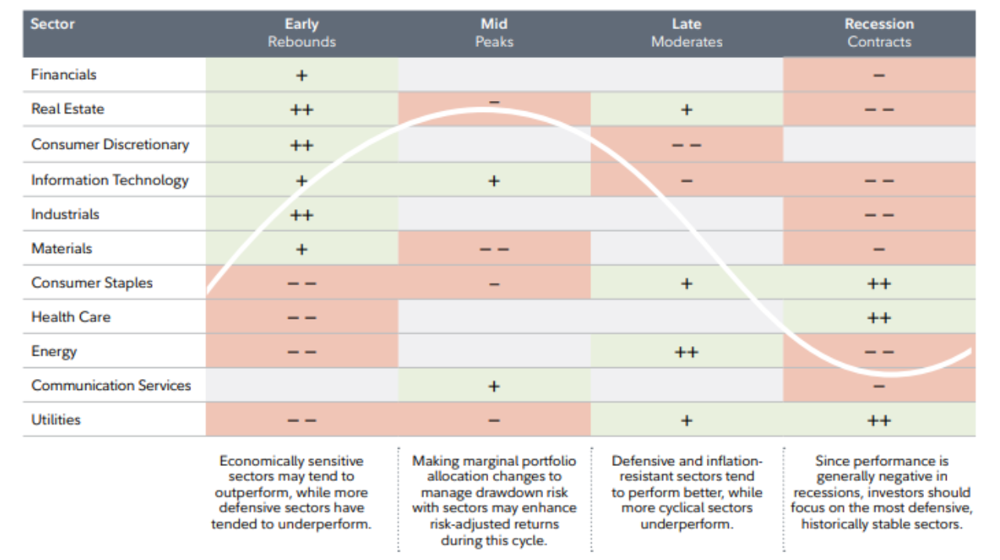 Sector Early Mid Late Recession
Rebounds Peaks Moderates Contracts
Financials + –
Real Estate ++ – + – –
Consumer Discretionary ++ – –
Information Technology + + – – –
Industrials ++ – –
Materials + – – –
Consumer Staples – – – + ++
Health Care – – ++
Energy – – ++ – –
Communication Services + –
Utilities – – – + ++
Economically sensitive
sectors may tend to
outperform, while more
defensive sectors have
tended to underperform.
Making marginal portfolio
allocation changes to
manage drawdown risk
with sectors may enhance
risk-adjusted returns
during this cycle.
Defensive and inflation-
resistant sectors tend
to perform better, while
more cyclical sectors
underperform.
Since performance is
generally negative in
recessions, investors should
focus on the most defensive,
historically stable sectors.